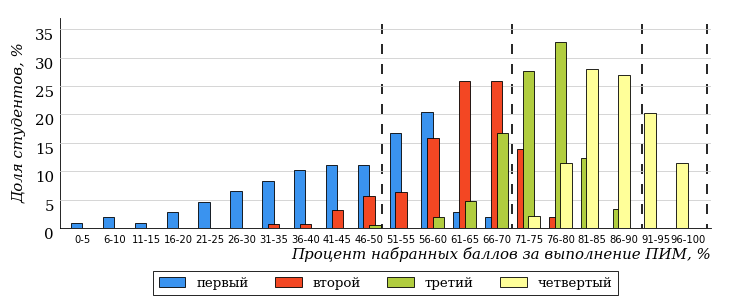 Доля студентов, %
35
30
25
20
15
10
5
0
0-5 6-10 11-15 16-20 21-25 26-30 31-35 36-40 41-45 46-50 51-55 56-60 61-65 66-70 71-75 76-80 81-85 86-90 91-95 96-100
Процент набранных баллов за выполнение ПИМ, %
первый второй третий четвертый